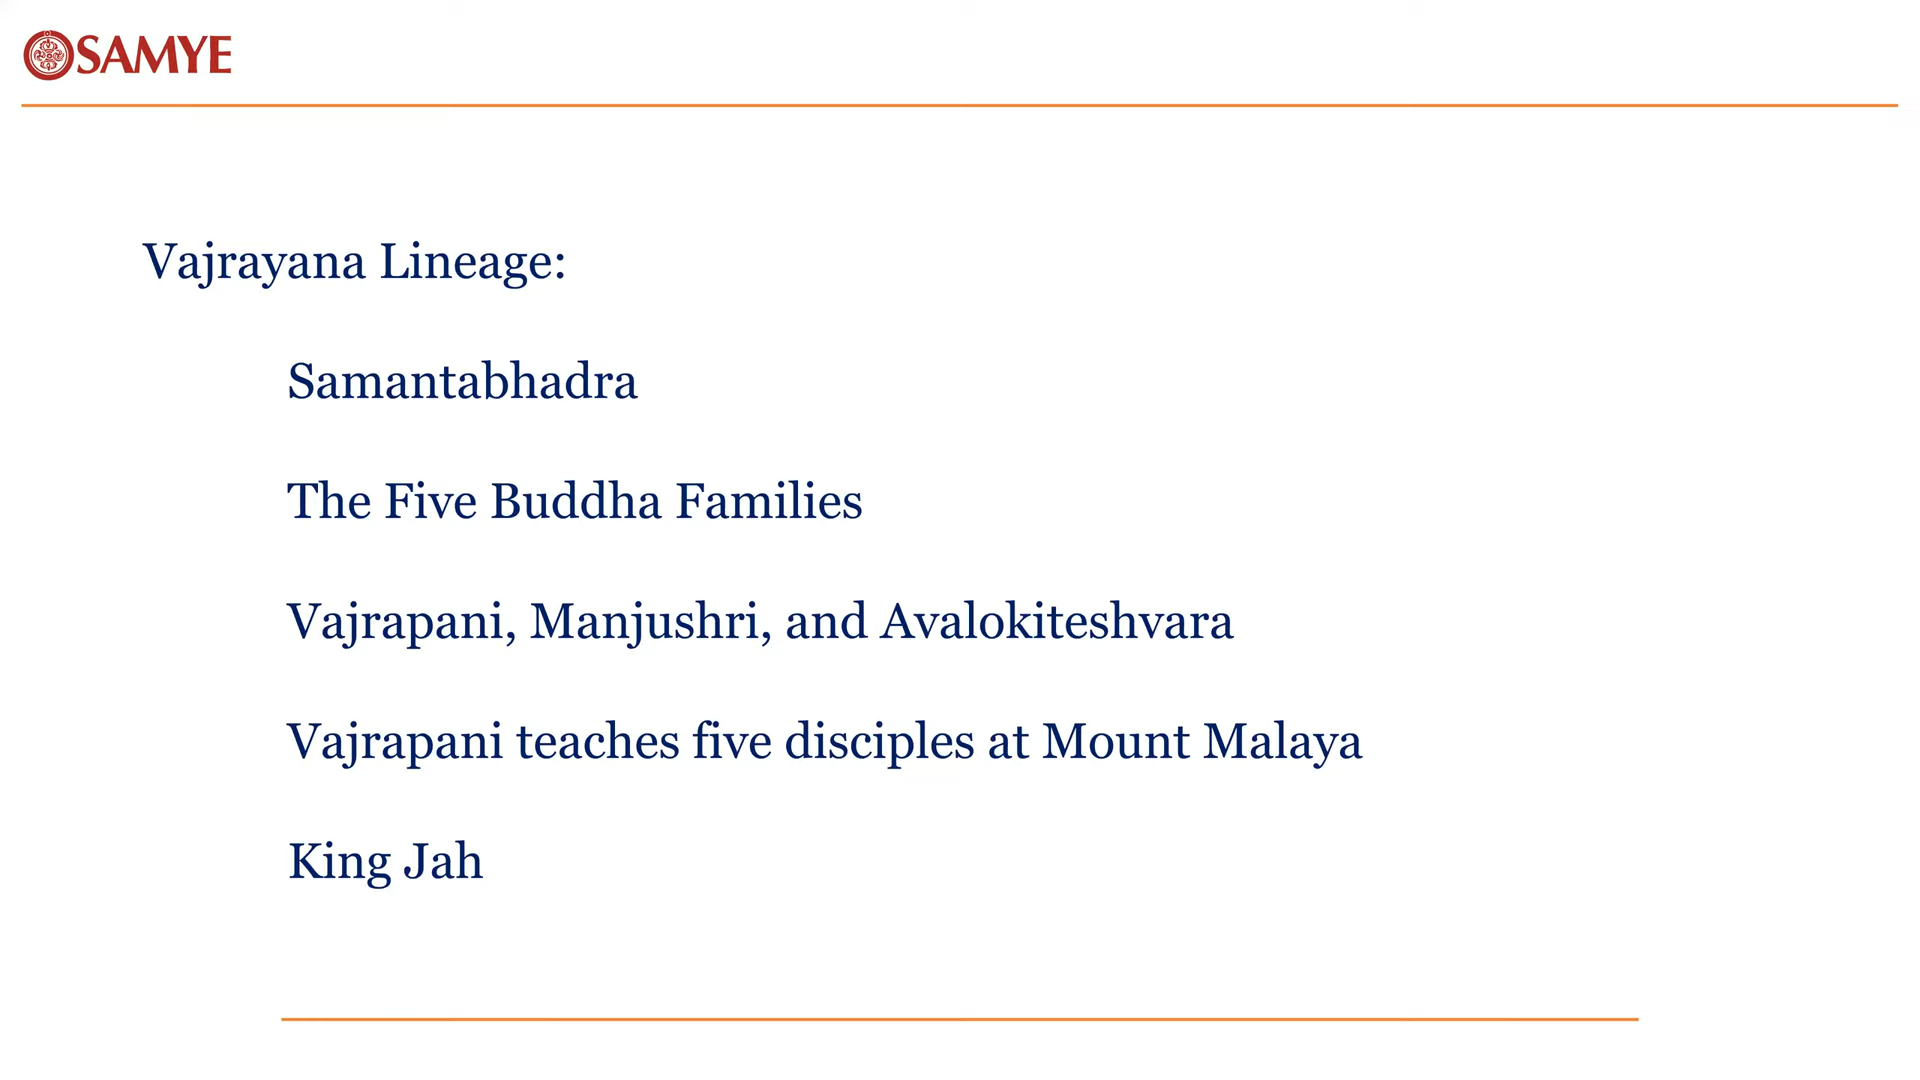 SAMYE
Vajrayana Lineage:
Samantabhadra
The Five Buddha Families
Vajrapani, Manjushri, and Avalokiteshvara
Vajrapani teaches five disciples at Mount Malaya
King Jah